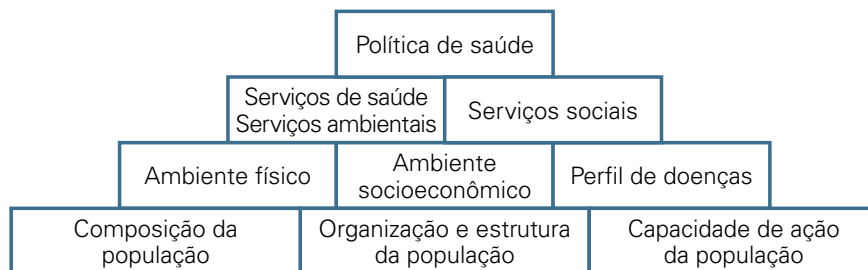 Política de saúde
Serviços de saúde
Serviços ambientais
Serviços sociais
Ambiente físico
Ambiente
socioeconômico
Perfil de doenças
Composição da
população
Organização e estrutura
da população
Capacidade de ação
da população